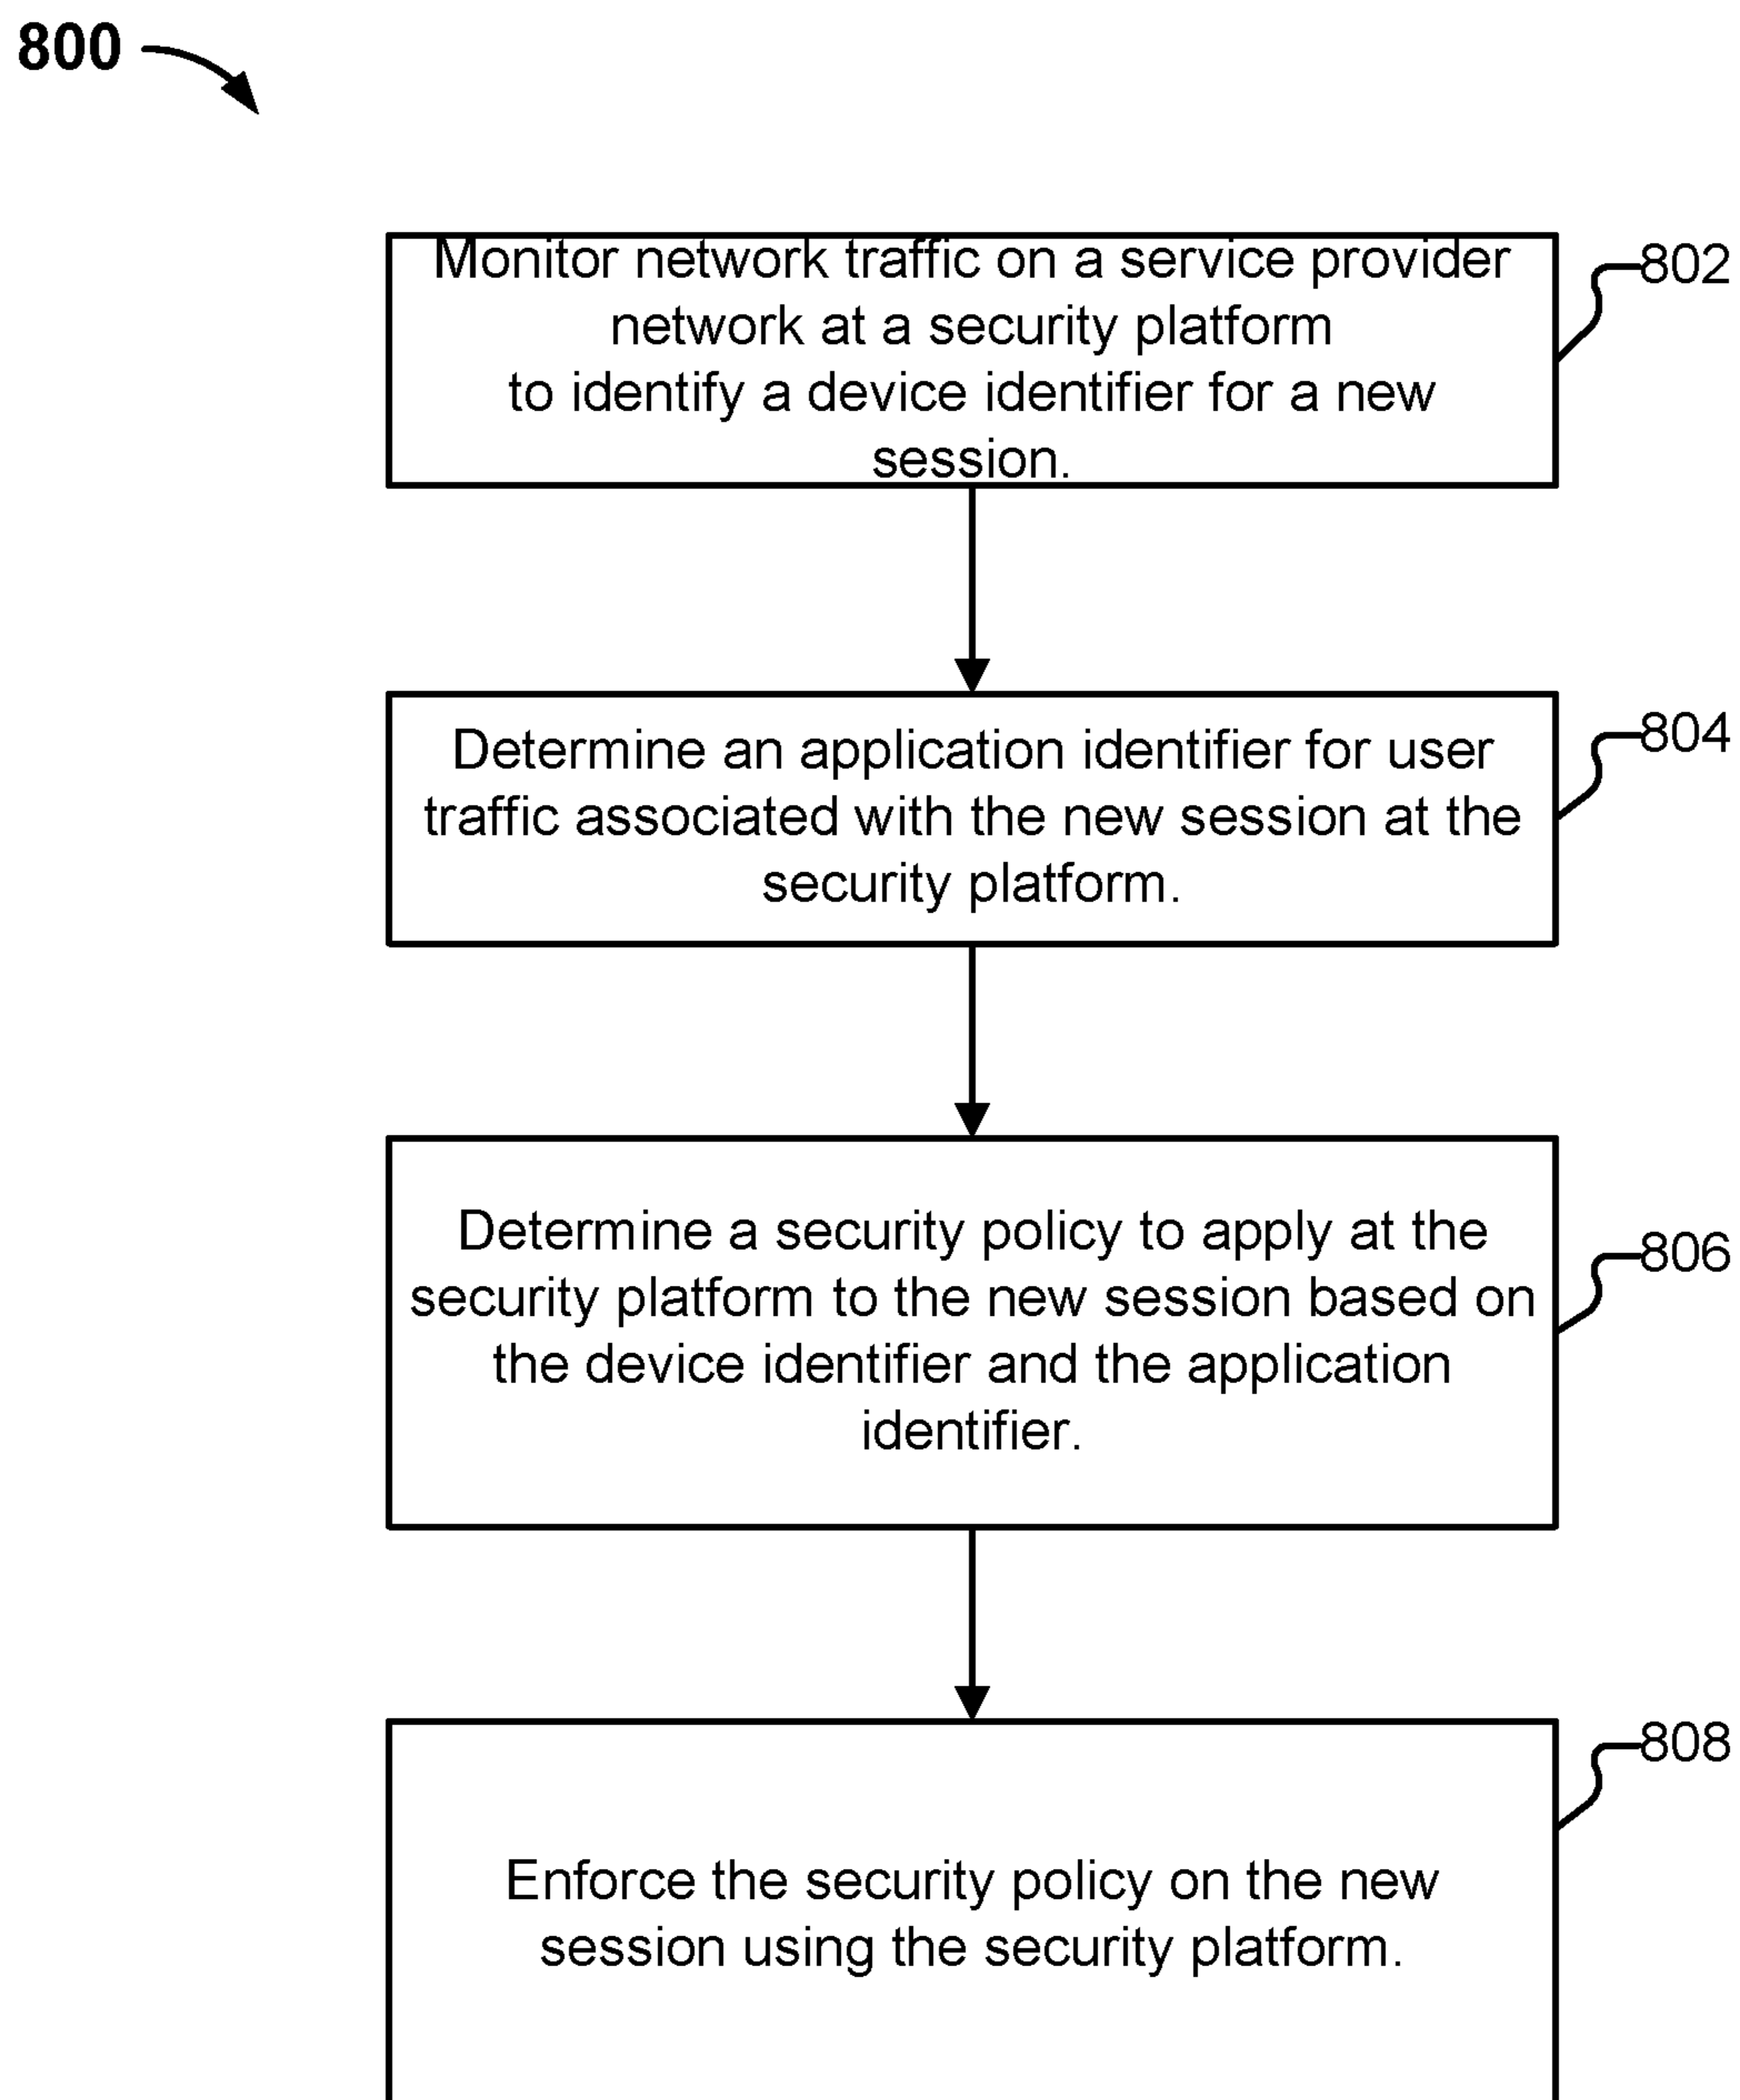 800
Monitor network traffic on a service provider
network at a security platform
to identify a device identifier for a new
session.
802
Determine an application identifier for user
traffic associated with the new session at the
security platform.
804
Determine a security policy to apply at the
security platform to the new session based on
the device identifier and the application
identifier.
806
Enforce the security policy on the new
session using the security platform.
808